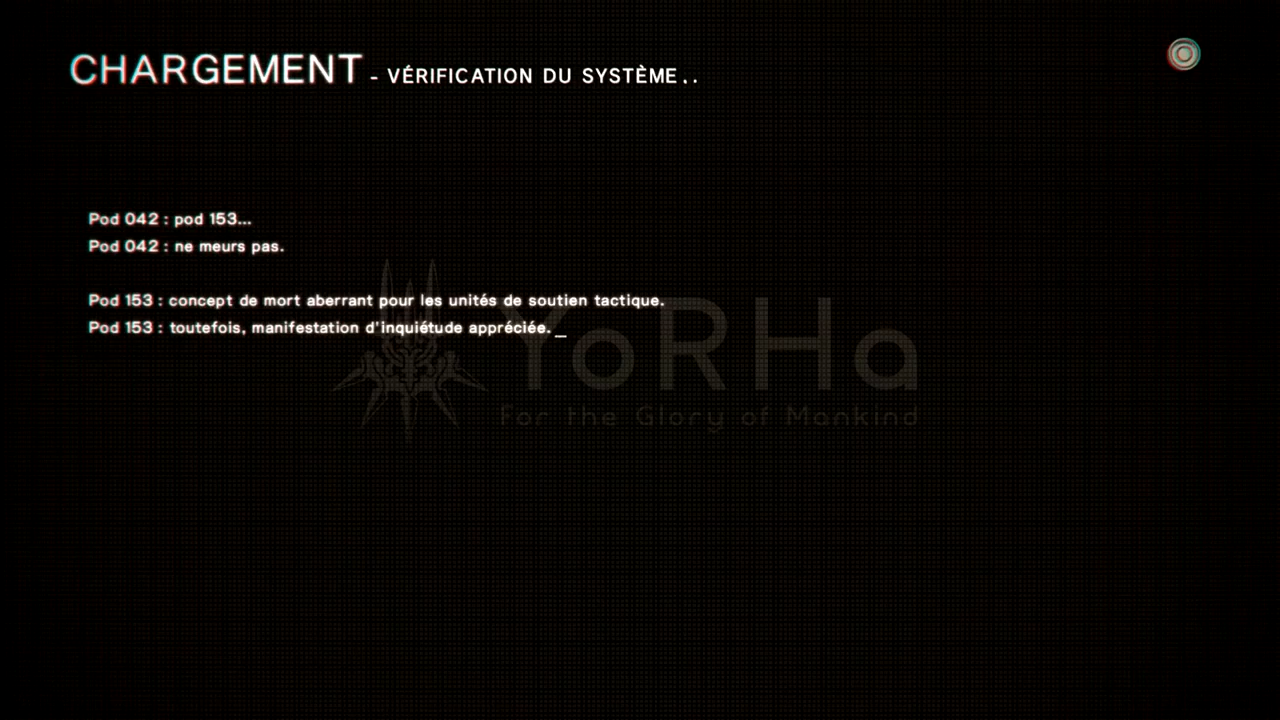 CHARGEMENT - VÉRIFICATION DU SYSTÈME..
Pod 042 : pod 153...
Pod 042 : ne meurs pas.
Pod 153 : concept de mort aberrant pour les unités de soutien tactique.
Pod 153 : toutefois, manifestation d'inquiétude appréciée._
YoRHa
For the Glory of Mankind